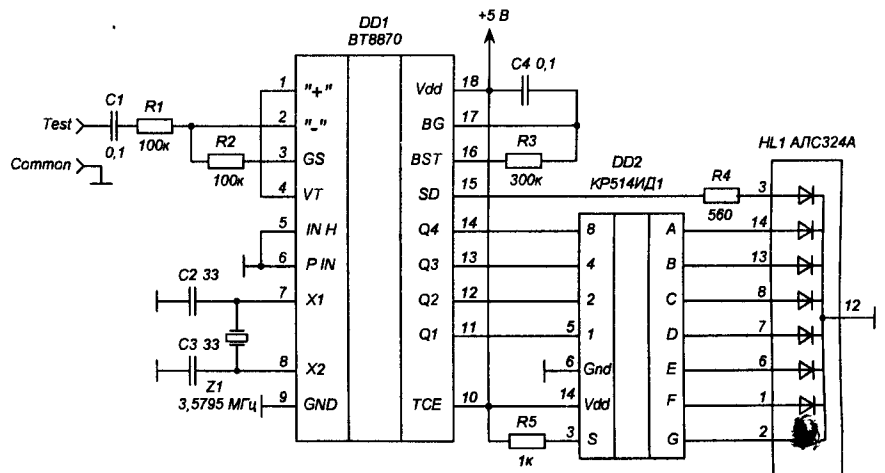 +5 В
DD1
BT8870
C4 0,1
1 "+" Vdd 18
C1 R1
Test 2 "-" BG 17
0,1 100к R2 R3 HL1 АЛС324А
Common 3 GS BST 16 DD2
100к 300к КР514ИД1 R4
4 VT SD 15 3
560
5 IN H Q4 14 8 A 14
6 P IN Q3 13 4 B 13
C2 33
7 X1 Q2 12 2 C 8 12
C3 33 Q1 11 5 1 D 7
8 X2 6 Gnd E 6
Z1
3,5795 МГц 9 GND TCE 10 14 Vdd F 1
R5 3 S G 2
1к